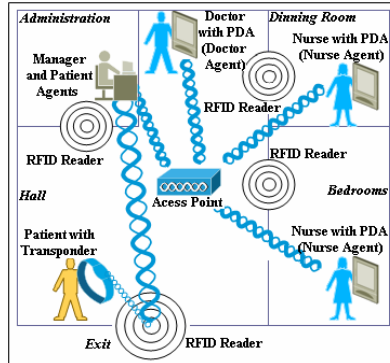 Administration
Doctor
with PDA
(Doctor
Agent)
Dinning Room
Nurse with PDA
(Nurse Agent)
Manager
and Patient
Agents
RFID Reader
RFID Reader
RFID Reader
Hall
Acess Point
Bedrooms
Patient with
Transponder
Nurse with PDA
(Nurse Agent)
Exit
RFID Reader